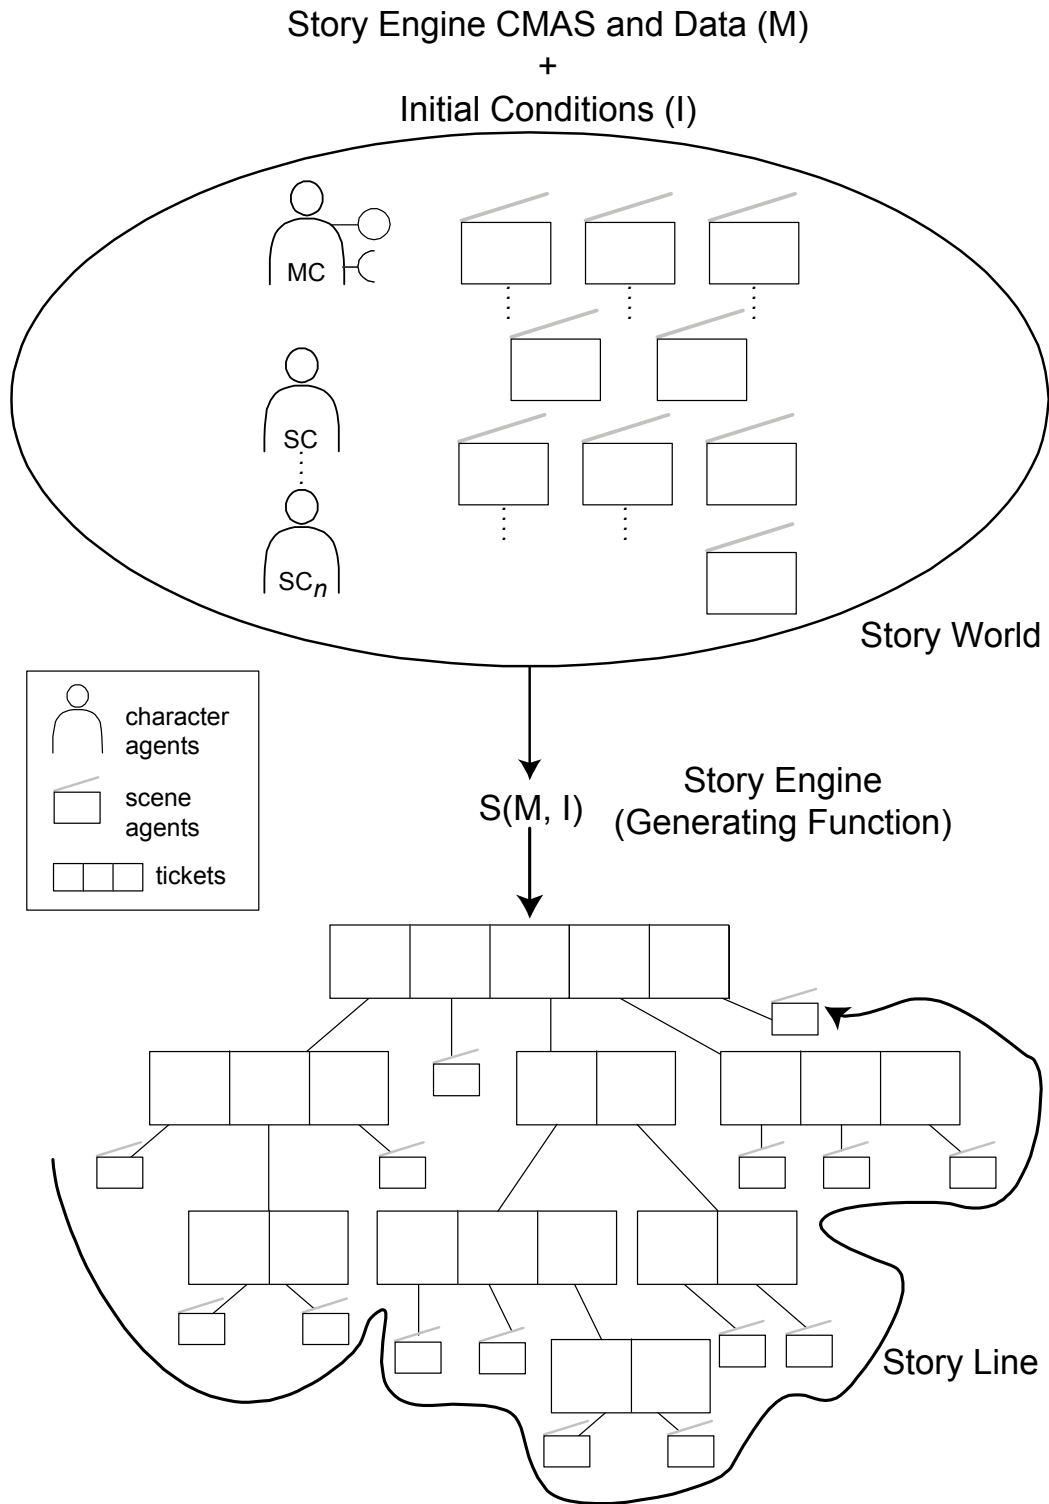 Story Engine CMAS and Data (M)
+
Initial Conditions (I)
MC
SC
SCn
Story World
character
agents
scene
agents
tickets
S(M, I)
Story Engine
(Generating Function)
Story Line